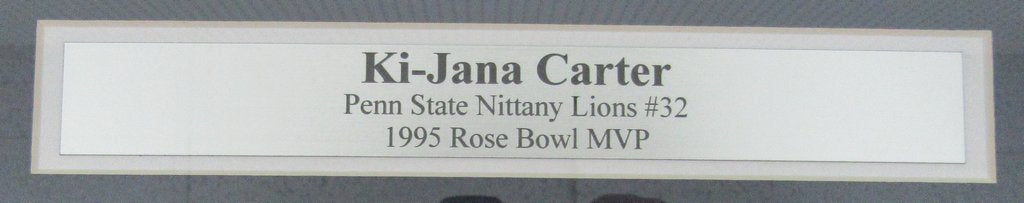 Ki-Jana Carter
Penn State Nittany Lions #32
1995 Rose Bowl MVP